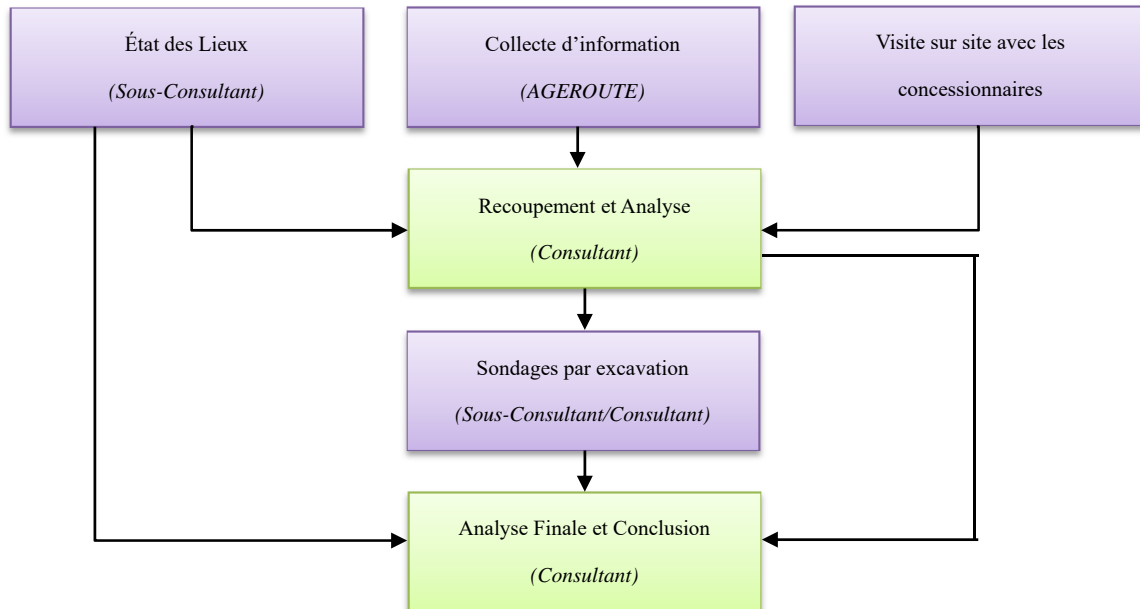 État des Lieux
(Sous-Consultant)
Collecte d’information
(AGEROUTE)
Visite sur site avec les
concessionnaires
Recoupement et Analyse
(Consultant)
Sondages par excavation
(Sous-Consultant/Consultant)
Analyse Finale et Conclusion
(Consultant)